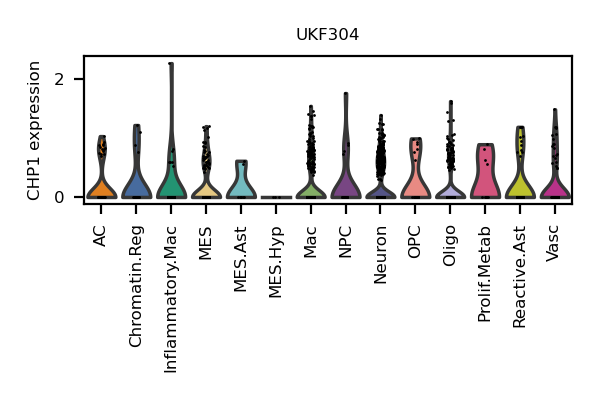 UKF304
CHP1 expression
2
0
AC
Chromatin.Reg
Inflammatory.Mac
MES
MES.Ast
MES.Hyp
Mac
NPC
Neuron
OPC
Oligo
Prolif.Metab
Reactive.Ast
Vasc